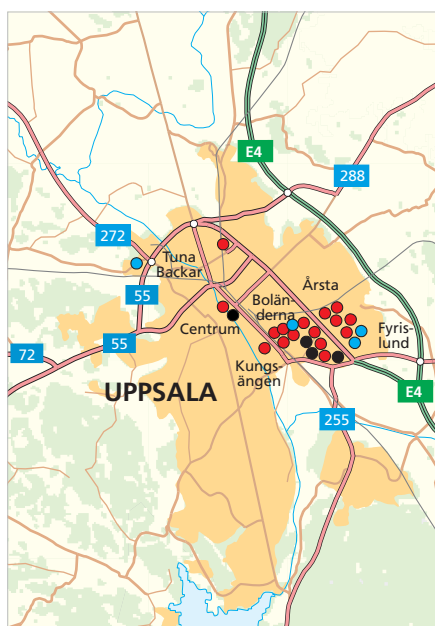 E4
288
272
Tuna
Backar
55
Årsta
Bolän-
derna
Centrum
Fyris-
lund
55
72
Kungs-
ängen
UPPSALA
E4
255